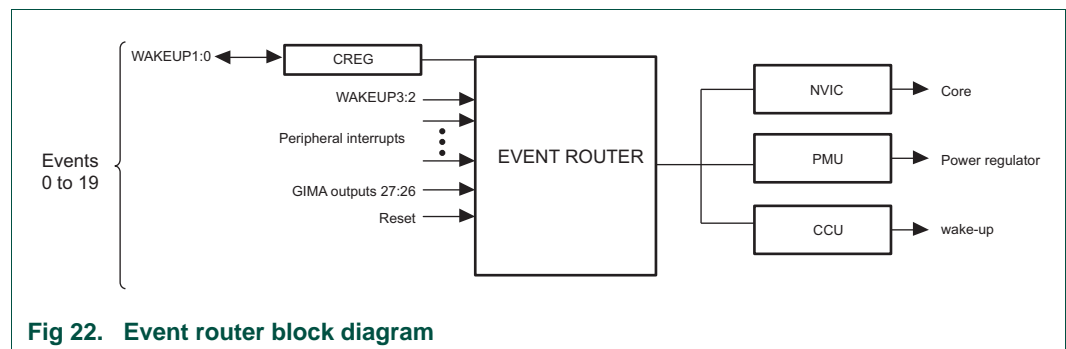 WAKEUP1:0
CREG
NVIC
Core
WAKEUP3:2
Peripheral interrupts
Events
0 to 19
EVENT ROUTER
PMU
Power regulator
GIMA outputs 27:26
Reset
CCU
wake-up
Fig 22. Event router block diagram